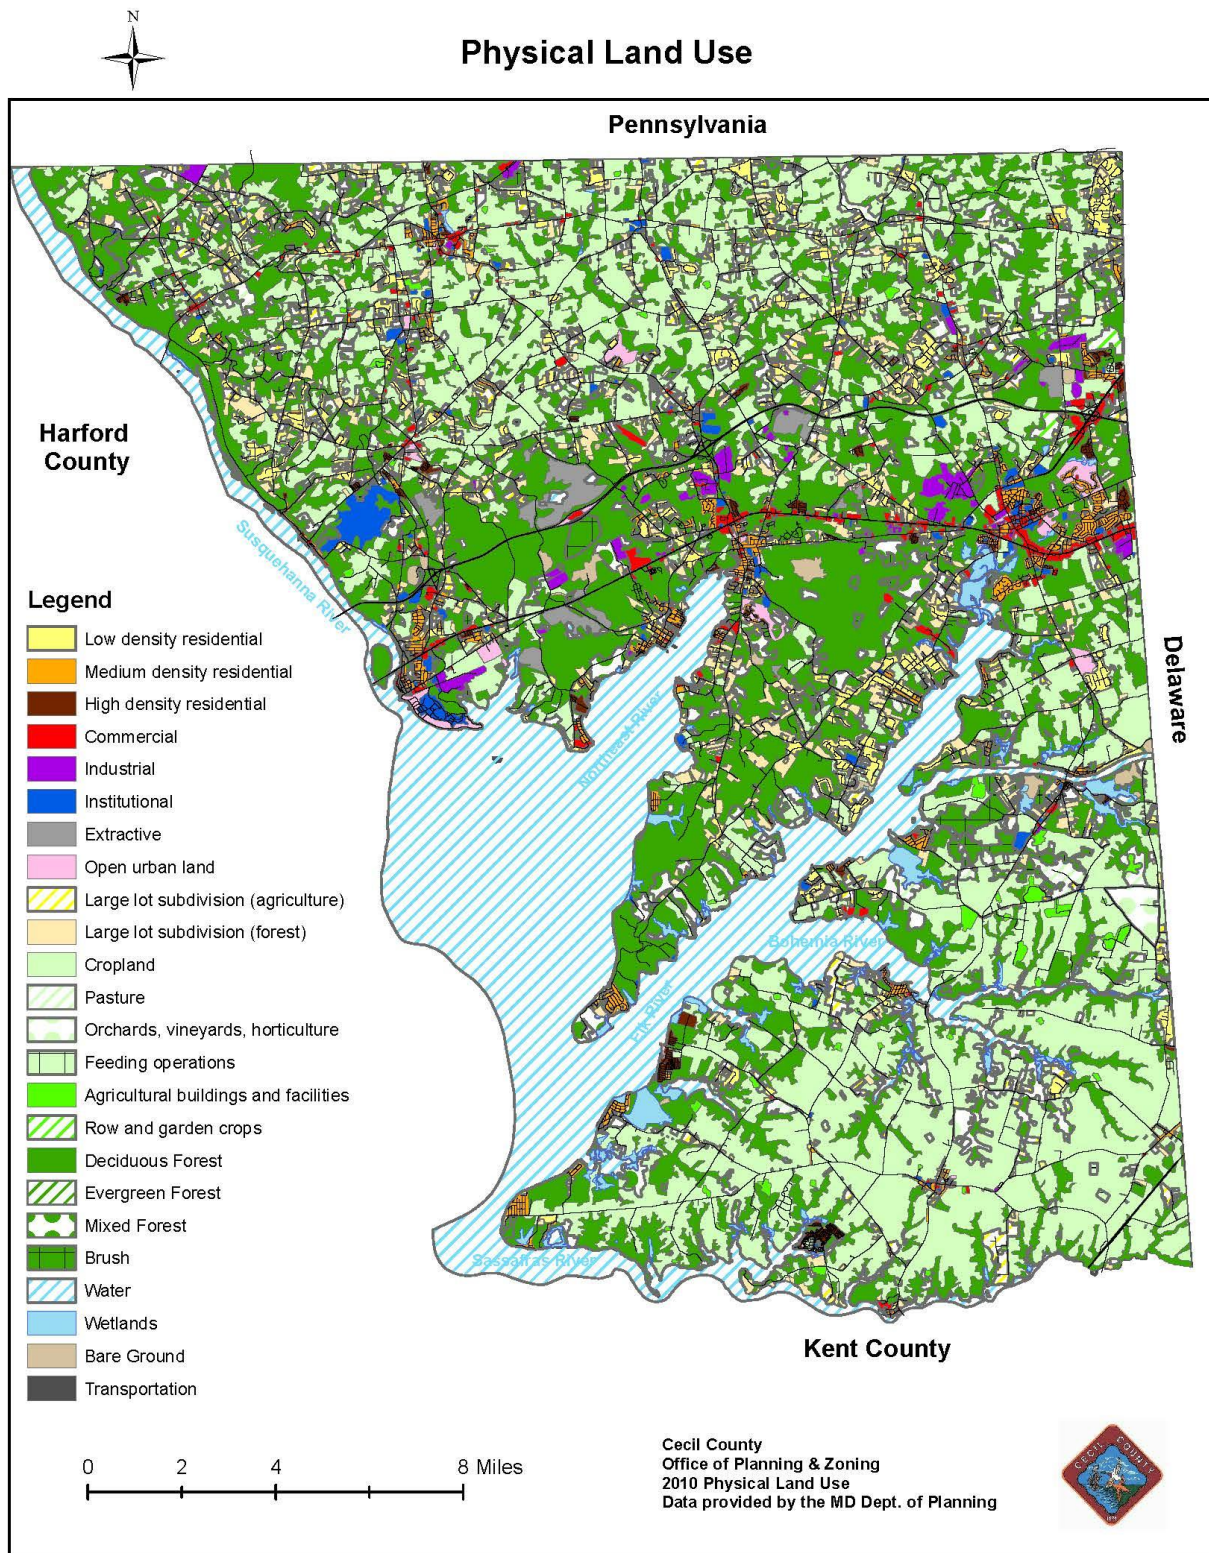 N
Physical Land Use
Pennsylvania
Harford
County
Susquehanna River
Northeast River
Elk River
Bohemia River
Sassafras River
Delaware
Kent County
Legend
Low density residential
Medium density residential
High density residential
Commercial
Industrial
Institutional
Extractive
Open urban land
Large lot subdivision (agriculture)
Large lot subdivision (forest)
Cropland
Pasture
Orchards, vineyards, horticulture
Feeding operations
Agricultural buildings and facilities
Row and garden crops
Deciduous Forest
Evergreen Forest
Mixed Forest
Brush
Water
Wetlands
Bare Ground
Transportation
0 2 4 8 Miles
Cecil County
Office of Planning & Zoning
2010 Physical Land Use
Data provided by the MD Dept. of Planning
CECIL COUNTY